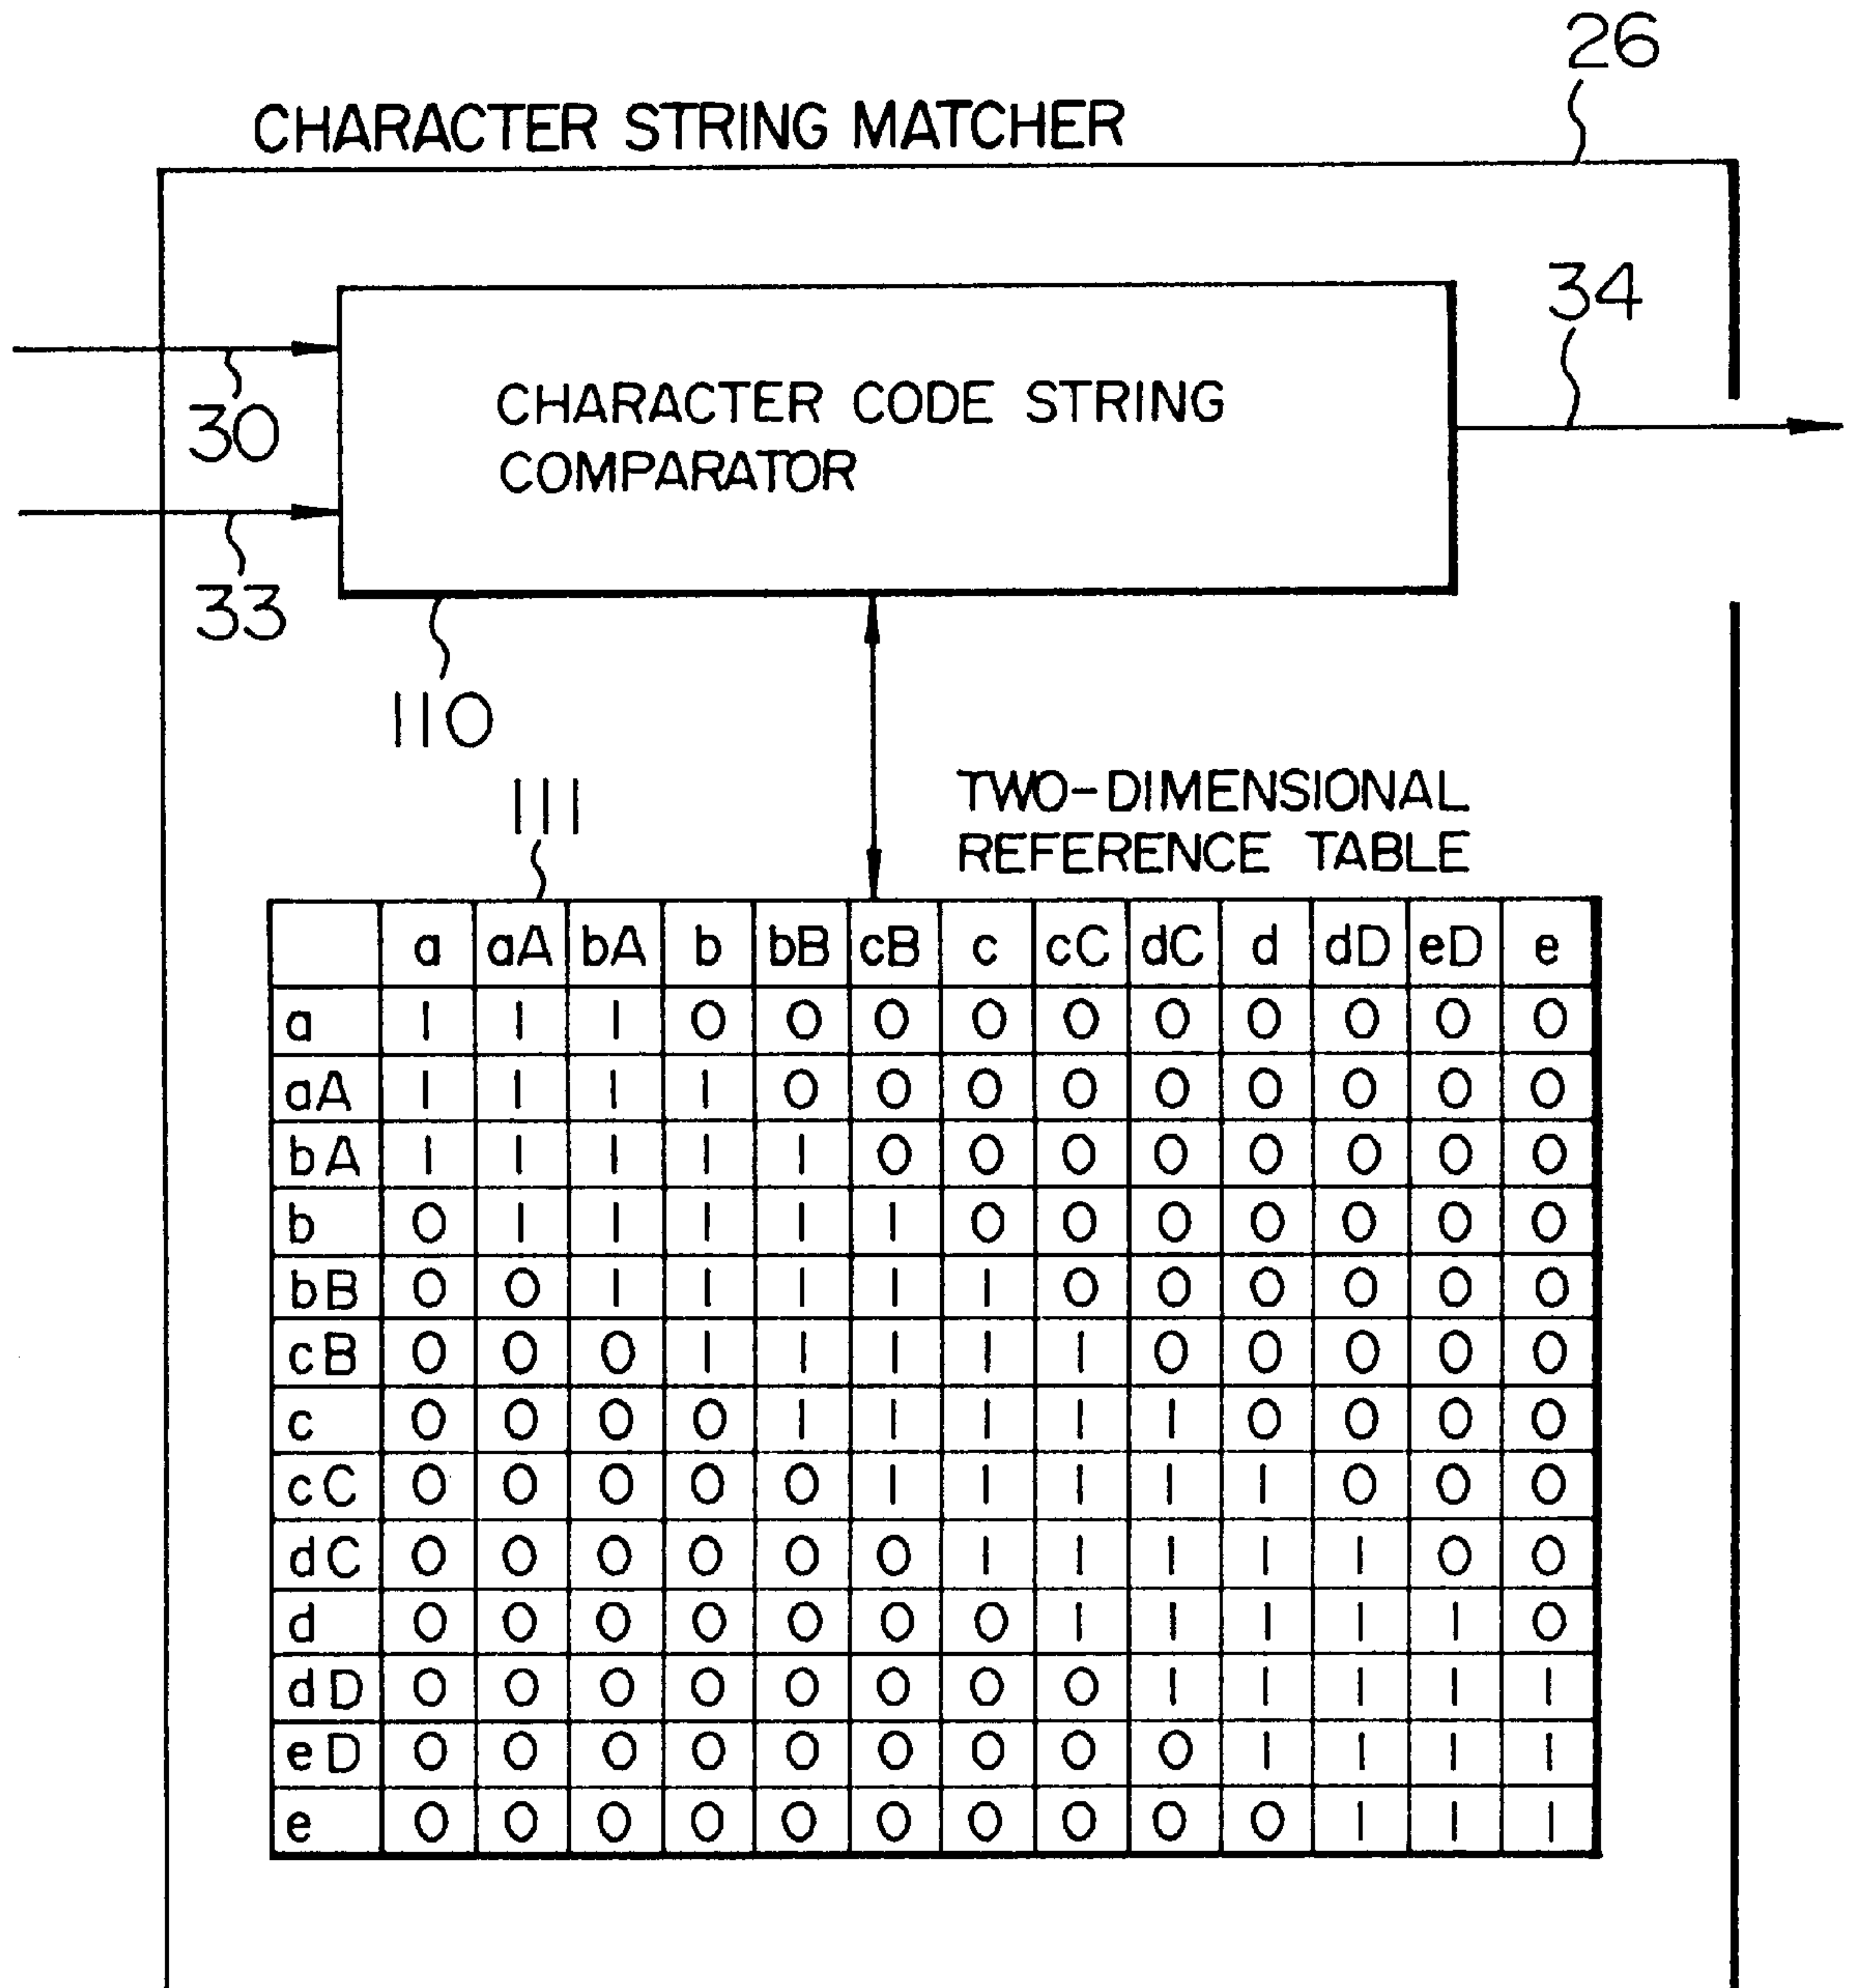 26
CHARACTER STRING MATCHER
34
30
CHARACTER CODE STRING
COMPARATOR
33
110
111
TWO-DIMENSIONAL
REFERENCE TABLE
a aA bA b bB cB c cC dC d dD eD e
a 1 1 1 0 0 0 0 0 0 0 0 0 0
aA 1 1 1 1 0 0 0 0 0 0 0 0 0
bA 1 1 1 1 1 0 0 0 0 0 0 0 0
b 0 1 1 1 1 1 0 0 0 0 0 0 0
bB 0 0 1 1 1 1 1 0 0 0 0 0 0
cB 0 0 0 1 1 1 1 1 0 0 0 0 0
c 0 0 0 0 1 1 1 1 1 0 0 0 0
cC 0 0 0 0 0 1 1 1 1 1 0 0 0
dC 0 0 0 0 0 0 1 1 1 1 1 0 0
d 0 0 0 0 0 0 0 1 1 1 1 1 0
dD 0 0 0 0 0 0 0 0 1 1 1 1 1
eD 0 0 0 0 0 0 0 0 0 1 1 1 1
e 0 0 0 0 0 0 0 0 0 0 1 1 1